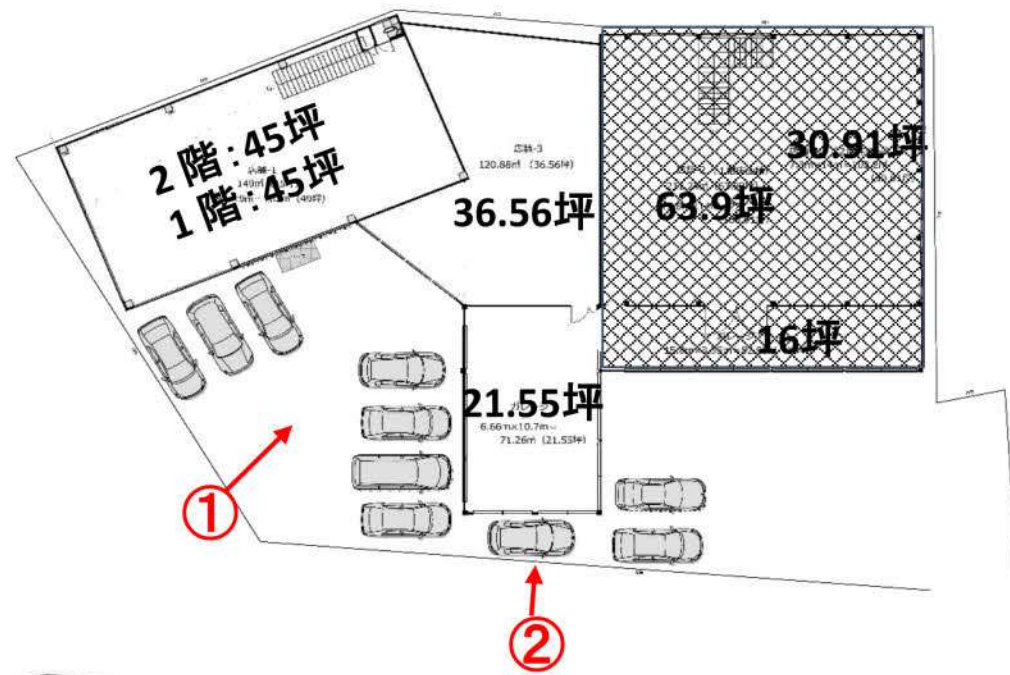 2 階：45坪
1 階：45坪
店舗-3
120.88㎡ (36.56坪)
36.56坪
30.91坪
63.9坪
16坪
21.55坪
6.66m×10.7m＝
71.26㎡ (21.55坪)
①
②